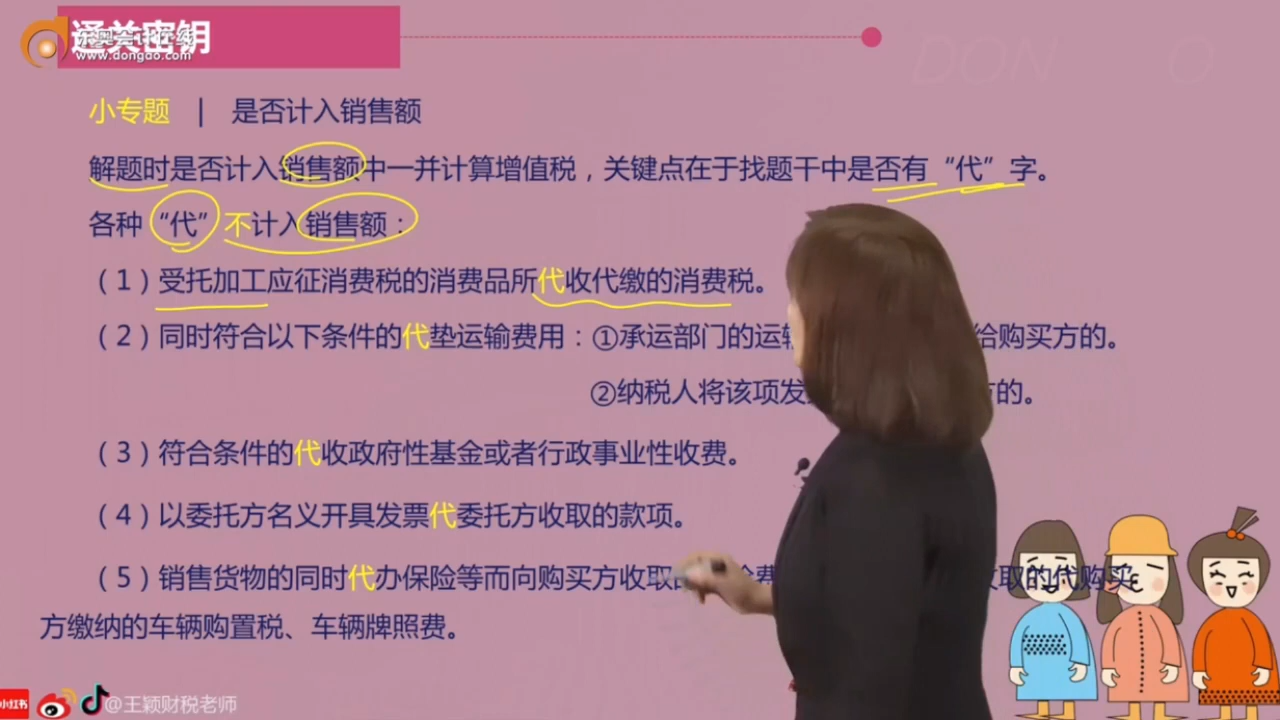 通关密钥
www.dongao.com
小专题 | 是否计入销售额
解题时是否计入销售额中一并计算增值税，关键点在于找题干中是否有“代”字。
各种“代”不计入销售额：
（1）受托加工应征消费税的消费品所代收代缴的消费税。
（2）同时符合以下条件的代垫运输费用：①承运部门的运 给购买方的。
②纳税人将该项发 方的。
（3）符合条件的代收政府性基金或者行政事业性收费。
（4）以委托方名义开具发票代委托方收取的款项。
（5）销售货物的同时代办保险等而向购买方收取 收取的代购买
方缴纳的车辆购置税、车辆牌照费。
小红书 @王颖财税老师